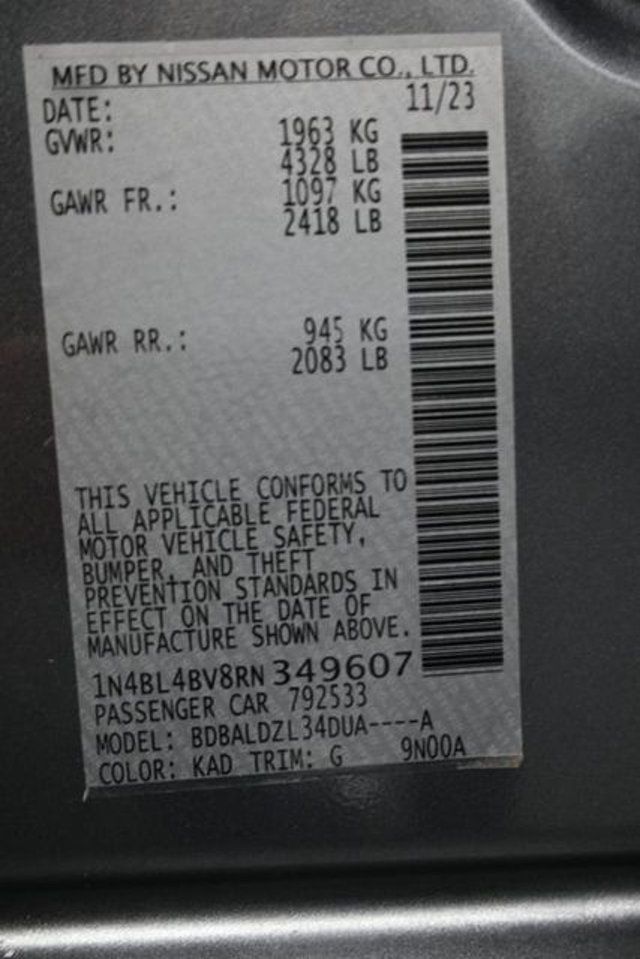 MFD BY NISSAN MOTOR CO., LTD.
DATE: 11/23
GVWR: 1963 KG
4328 LB
GAWR FR.: 1097 KG
2418 LB
GAWR RR.: 945 KG
2083 LB
THIS VEHICLE CONFORMS TO
ALL APPLICABLE FEDERAL
MOTOR VEHICLE SAFETY,
BUMPER, AND THEFT
PREVENTION STANDARDS IN
EFFECT ON THE DATE OF
MANUFACTURE SHOWN ABOVE.
1N4BL4BV8RN349607
PASSENGER CAR 792533
MODEL: BDBALDZL34DUA----A
COLOR: KAD TRIM: G 9N00A